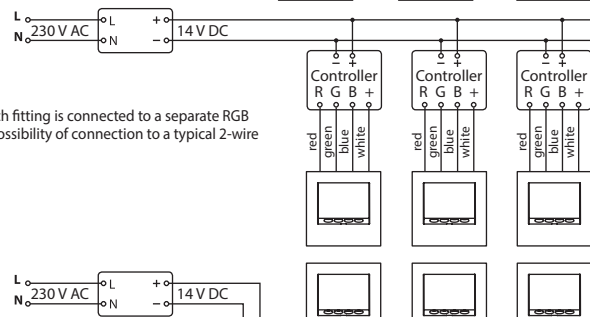 L 230 V AC L + 14 V DC
N N −
− + − + − +
Controller Controller Controller
R G B + R G B + R G B +
h fitting is connected to a separate RGB
ossibility of connection to a typical 2-wire
red green blue white red green blue white red green blue white
L 230 V AC L + 14 V DC
N N −